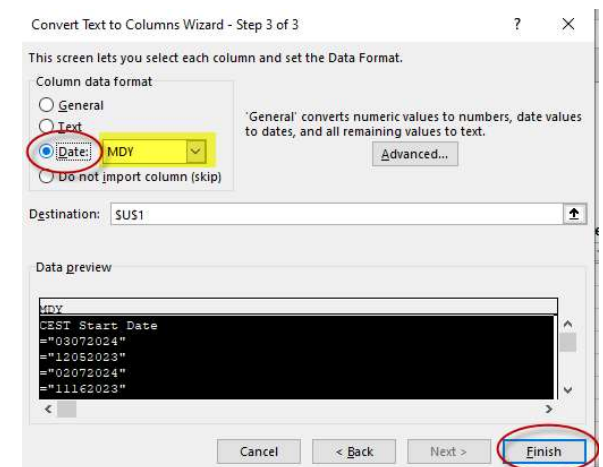 Convert Text to Columns Wizard - Step 3 of 3 ? ×
This screen lets you select each column and set the Data Format.
Column data format
General
Text
Date: MDY
Do not import column (skip)
'General' converts numeric values to numbers, date values
to dates, and all remaining values to text.
Advanced...
Destination: $U$1
Data preview
MDY
CEST Start Date
="03072024"
="12052023"
="02072024"
="11162023"
Cancel < Back Next > Finish